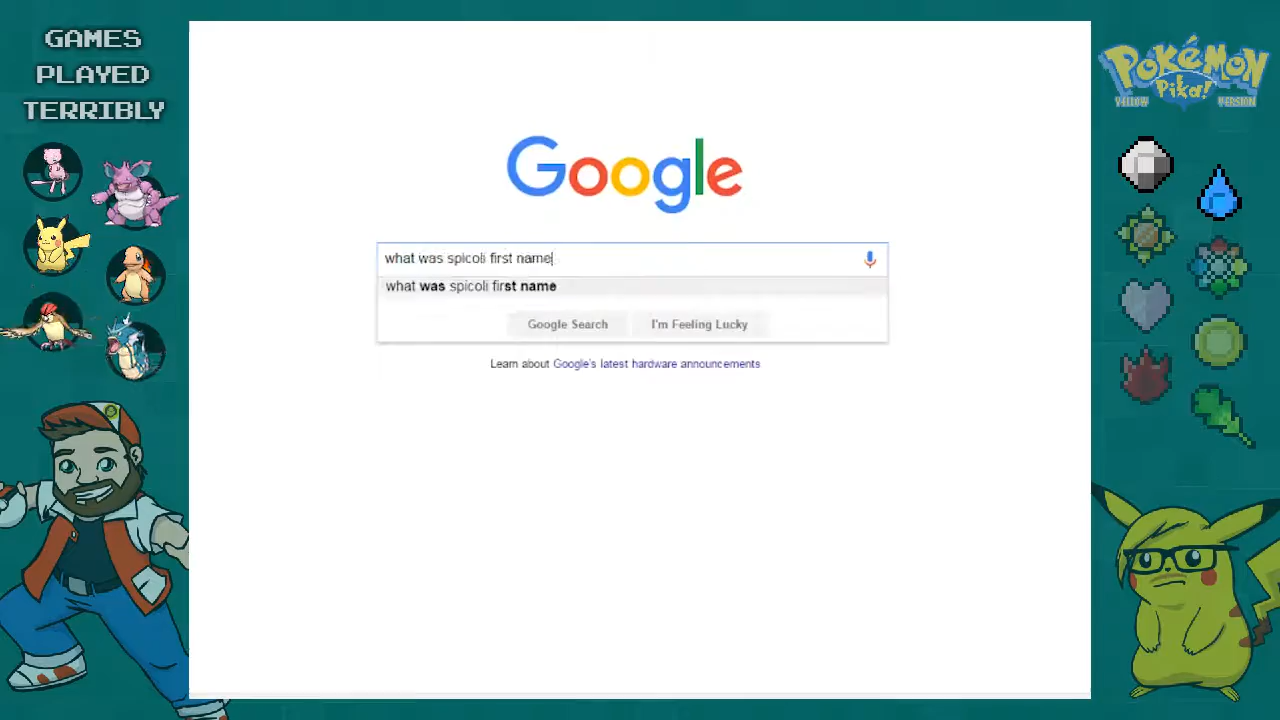 GAMES
PLAYED
TERRIBLY
Pokémon
Pika!
YELLOW VERSION
Google
what was spicoli first name
what was spicoli first name
Google Search I'm Feeling Lucky
Learn about Google's latest hardware announcements